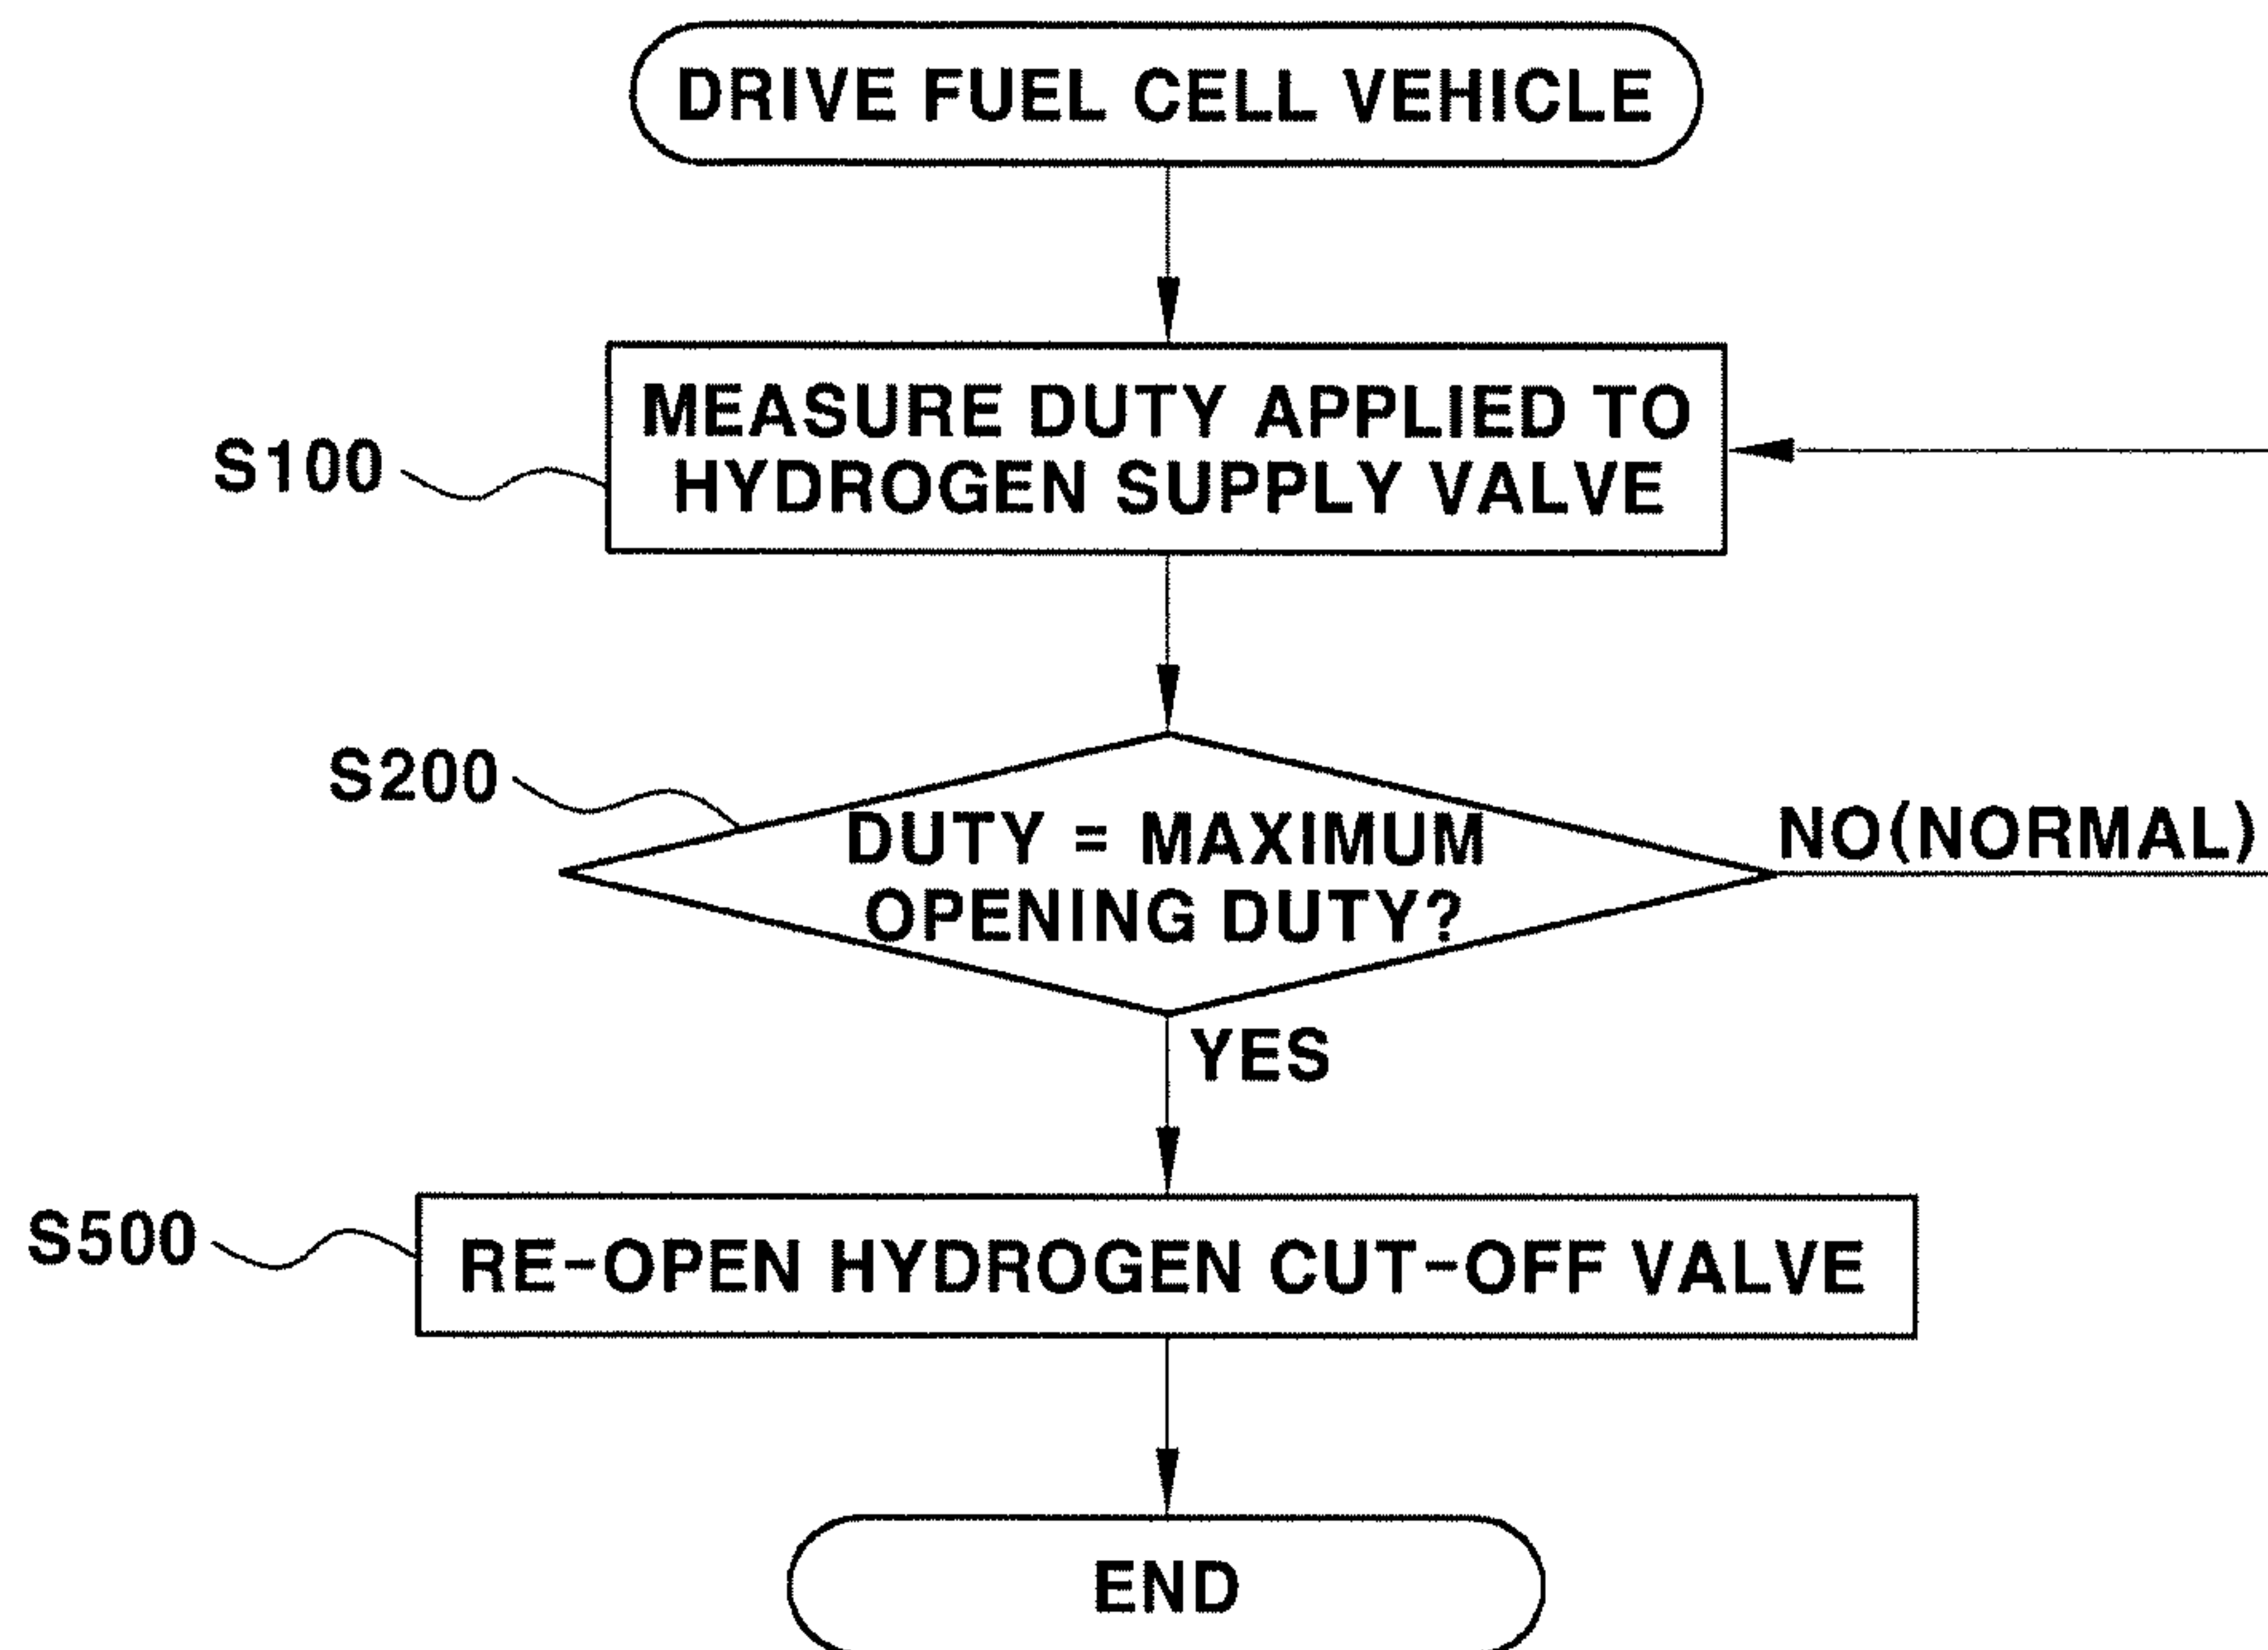 DRIVE FUEL CELL VEHICLE
MEASURE DUTY APPLIED TO
HYDROGEN SUPPLY VALVE
S100
S200
DUTY = MAXIMUM
OPENING DUTY?
NO(NORMAL)
YES
S500
RE-OPEN HYDROGEN CUT-OFF VALVE
END